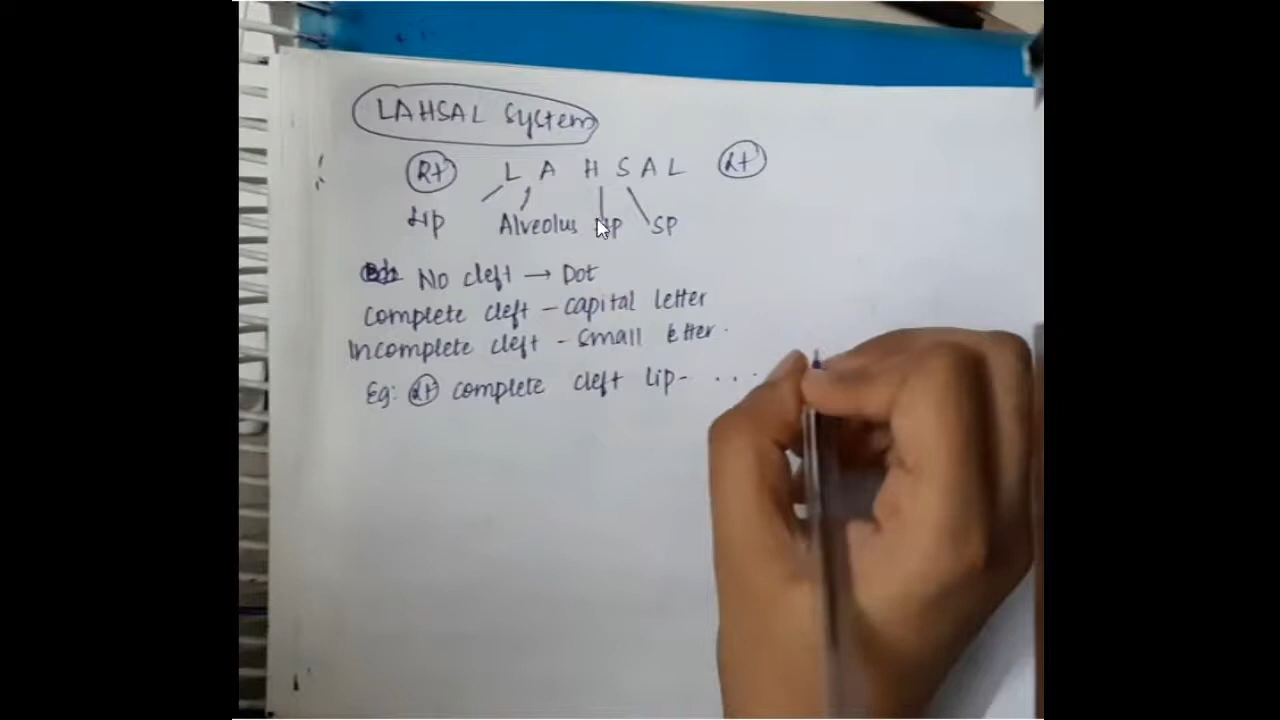 LAHSAL System
Rt L A H S A L Lt
Lip Alveolus HP SP
No cleft → Dot
Complete cleft - capital letter
Incomplete cleft - small letter.
Eg: Lt complete cleft Lip- ...